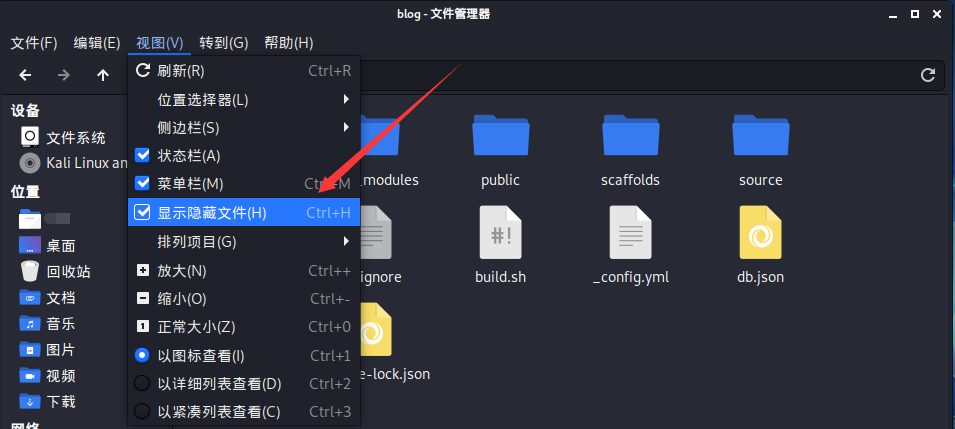 blog - 文件管理器
文件(F) 编辑(E) 视图(V) 转到(G) 帮助(H)
设备
文件系统
Kali Linux an
位置
桌面
回收站
文档
音乐
图片
视频
下载
网络
刷新(R) Ctrl+R
位置选择器(L)
侧边栏(S)
状态栏(A)
菜单栏(M) Ctrl+M
显示隐藏文件(H) Ctrl+H
排列项目(G)
放大(N) Ctrl++
缩小(O) Ctrl+-
正常大小(Z) Ctrl+0
以图标查看(I) Ctrl+1
以详细列表查看(D) Ctrl+2
以紧凑列表查看(C) Ctrl+3
_modules public scaffolds source
ignore build.sh _config.yml db.json
e-lock.json